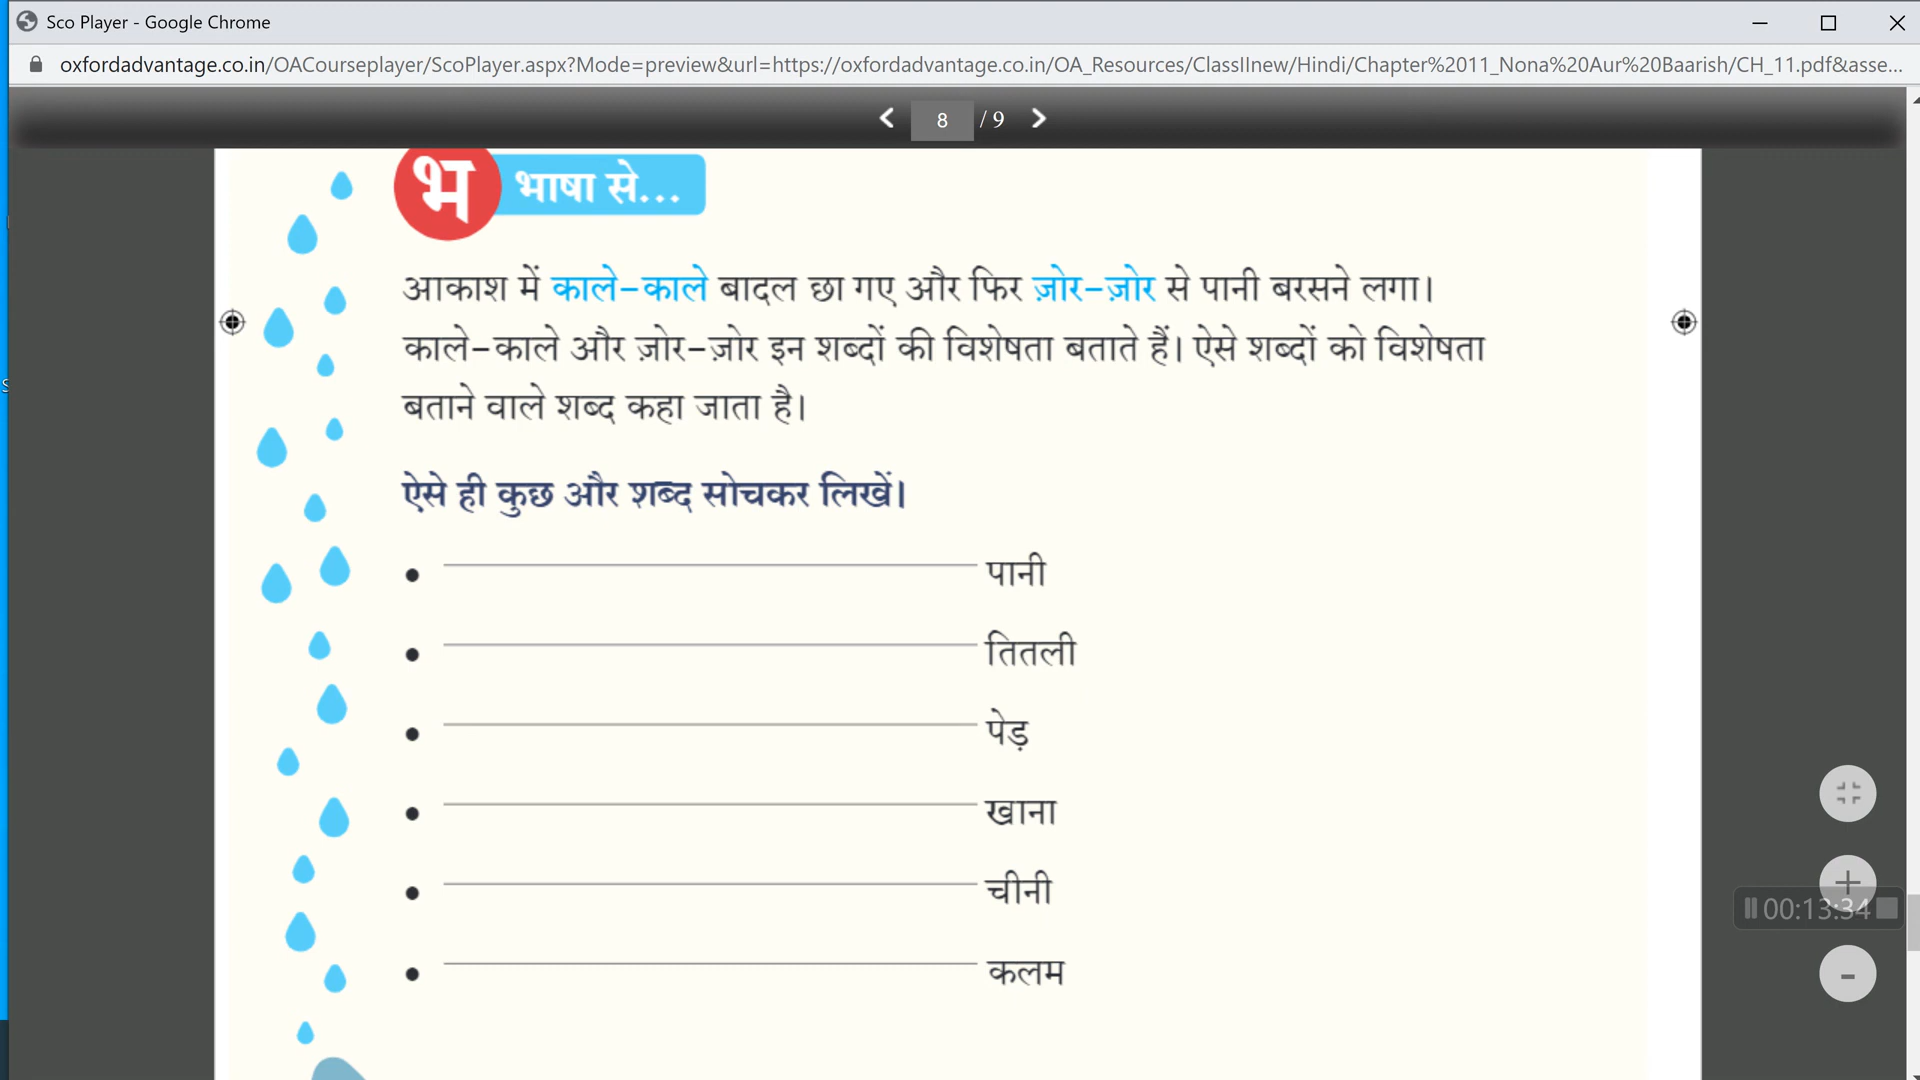 Sco Player - Google Chrome
oxfordadvantage.co.in/OACourseplayer/ScoPlayer.aspx?Mode=preview&url=https://oxfordadvantage.co.in/OA_Resources/ClassIInew/Hindi/Chapter%2011_Nona%20Aur%20Baarish/CH_11.pdf&asse...
8 / 9
भ भाषा से...
आकाश में काले-काले बादल छा गए और फिर ज़ोर-ज़ोर से पानी बरसने लगा।
काले-काले और ज़ोर-ज़ोर इन शब्दों की विशेषता बताते हैं। ऐसे शब्दों को विशेषता
बताने वाले शब्द कहा जाता है।
ऐसे ही कुछ और शब्द सोचकर लिखें।
• पानी
• तितली
• पेड़
• खाना
• चीनी
• कलम
00:13:34